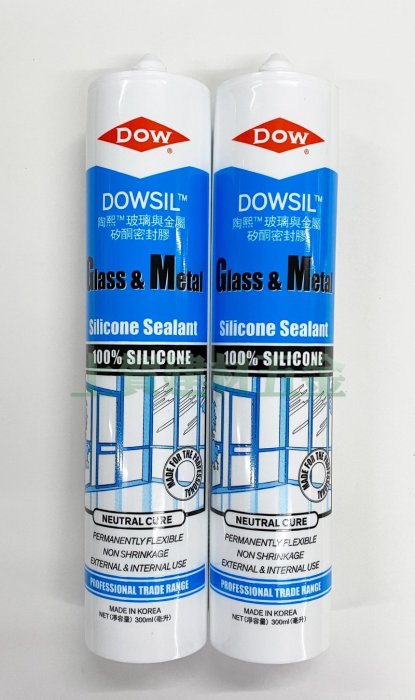 DOW
DOWSIL™
陶熙™玻璃與金屬
矽酮密封膠
Glass & Metal
Silicone Sealant
100% SILICONE
MADE FOR THE PROFESSIONAL
NEUTRAL CURE
PERMANENTLY FLEXIBLE
NON SHRINKAGE
EXTERNAL & INTERNAL USE
PROFESSIONAL TRADE RANGE
MADE IN KOREA
NET(淨容量) 300ml(毫升)
DOW
DOWSIL™
陶熙™玻璃與金屬
矽酮密封膠
Glass & Metal
Silicone Sealant
100% SILICONE
MADE FOR THE PROFESSIONAL
NEUTRAL CURE
PERMANENTLY FLEXIBLE
NON SHRINKAGE
EXTERNAL & INTERNAL USE
PROFESSIONAL TRADE RANGE
MADE IN KOREA
NET(淨容量) 300ml(毫升)